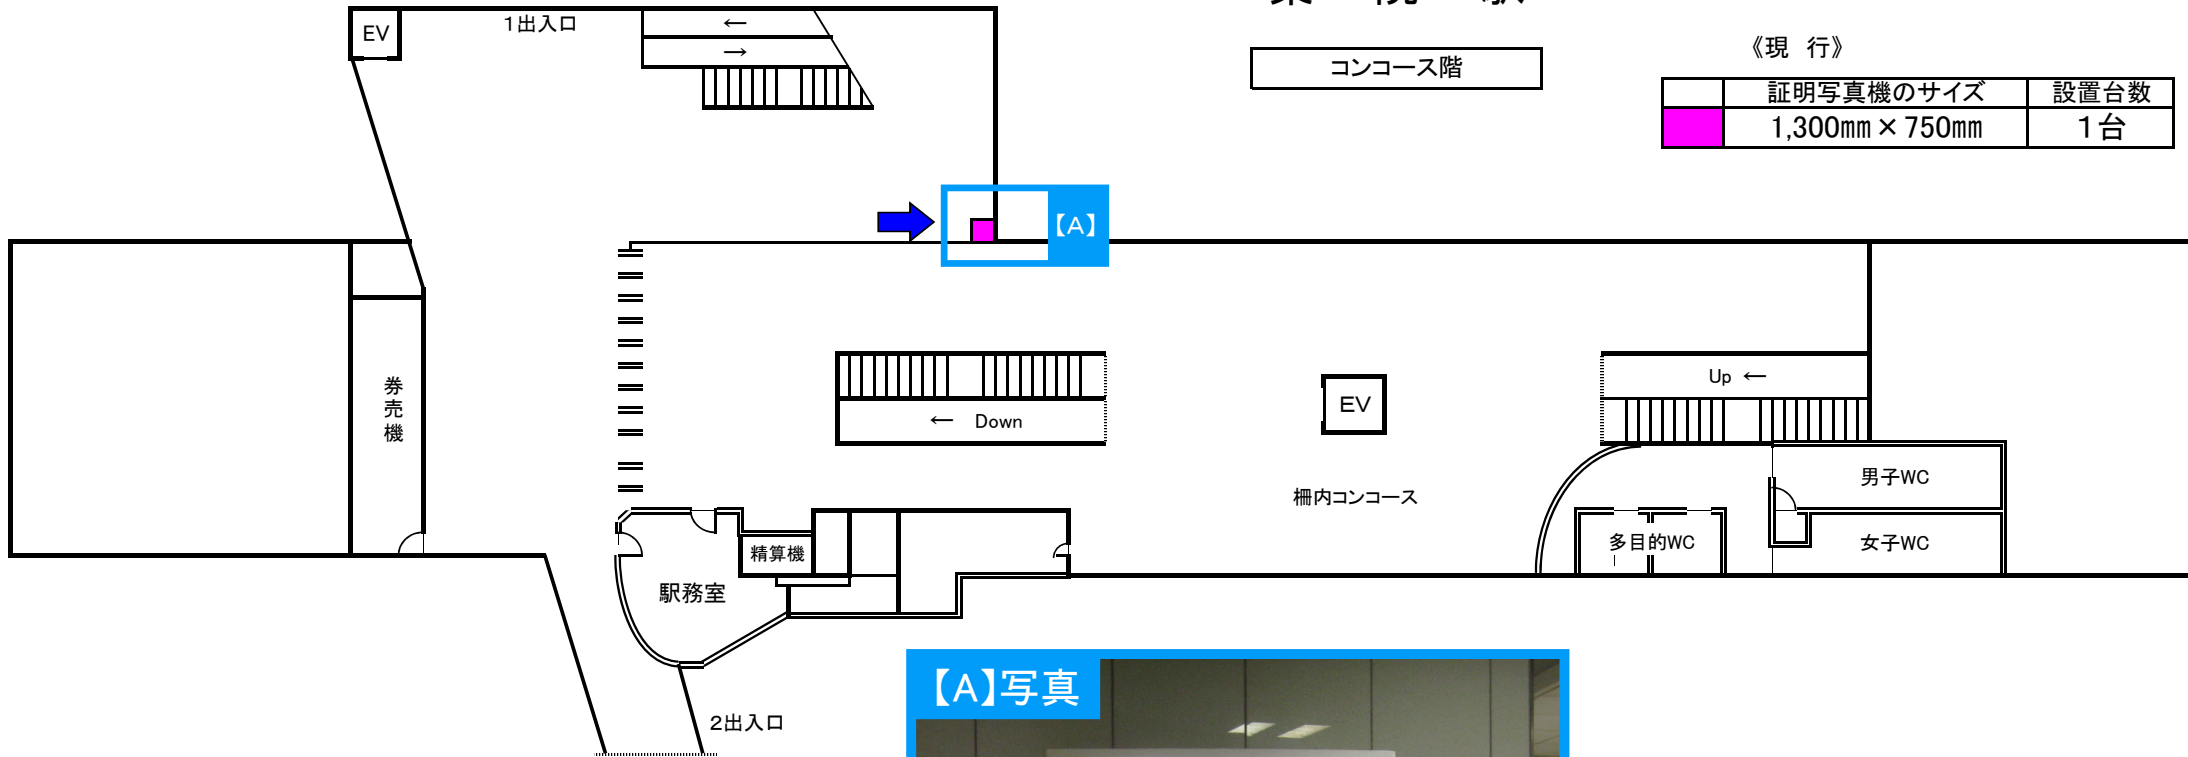 コンコース階
《現 行》
証明写真機のサイズ 設置台数
1,300㎜×750㎜ 1台
EV
1出入口
←
→
【A】
券売機
← Down
EV
Up ←
柵内コンコース
男子WC
女子WC
多目的WC
精算機
駅務室
2出入口
【A】写真